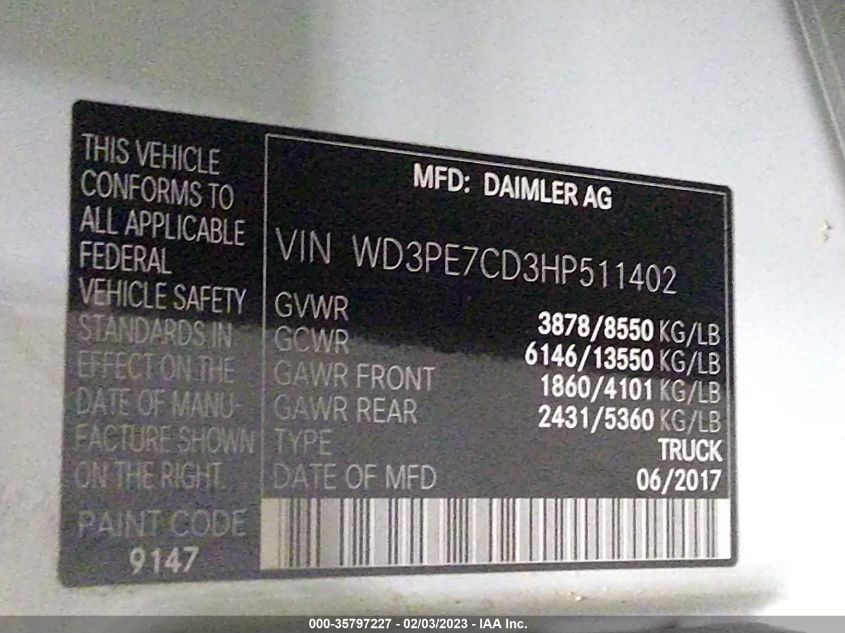 THIS VEHICLE
CONFORMS TO
ALL APPLICABLE
FEDERAL
VEHICLE SAFETY
STANDARDS IN
EFFECT ON THE
DATE OF MANU-
FACTURE SHOWN
ON THE RIGHT.
PAINT CODE
9147
MFD: DAIMLER AG
VIN WD3PE7CD3HP511402
GVWR 3878/8550 KG/LB
GCWR 6146/13550 KG/LB
GAWR FRONT 1860/4101 KG/LB
GAWR REAR 2431/5360 KG/LB
TYPE TRUCK
DATE OF MFD 06/2017
000-35797227 - 02/03/2023 - IAA Inc.